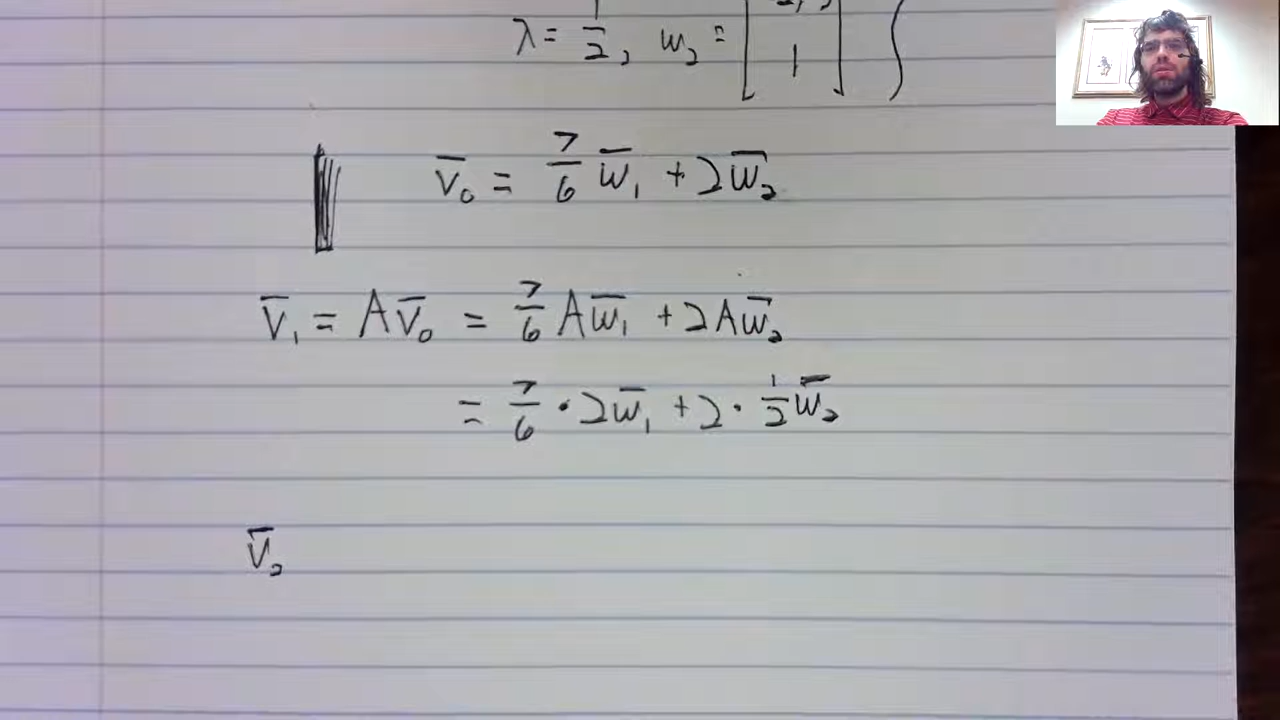 λ = 1/2, w₂ = [ 1 ] }
v̄₀ = 7/6 w̄₁ + 2w̄₂
v̄₁ = Av̄₀ = 7/6 Aw̄₁ + 2Aw̄₂
= 7/6 · 2w̄₁ + 2 · 1/2 w̄₂
v̄₂